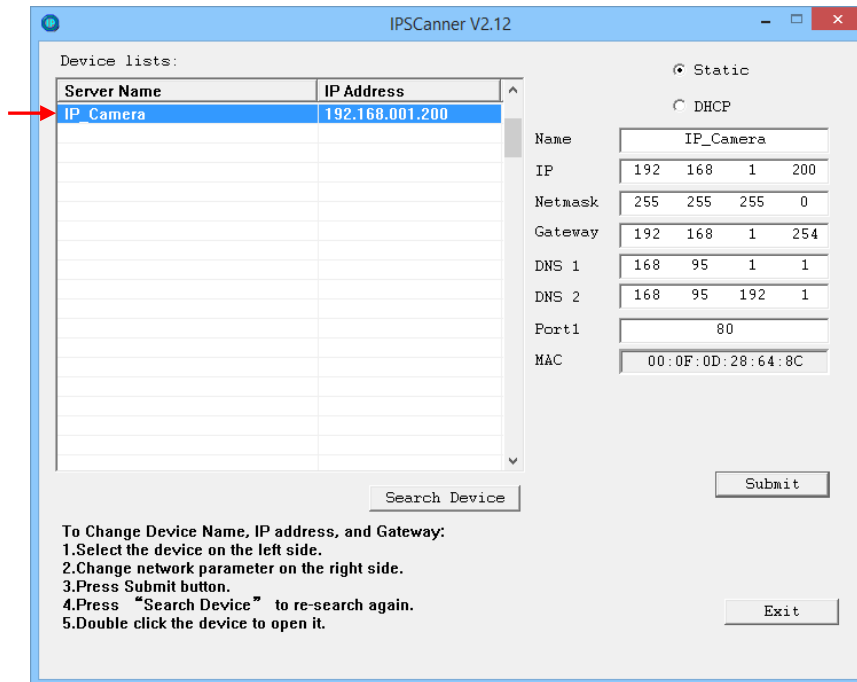 IPSCanner V2.12
Device lists:
Server Name IP Address
IP_Camera 192.168.001.200
Static
DHCP
Name IP_Camera
IP 192 168 1 200
Netmask 255 255 255 0
Gateway 192 168 1 254
DNS 1 168 95 1 1
DNS 2 168 95 192 1
Port1 80
MAC 00:0F:0D:28:64:8C
Search Device
Submit
To Change Device Name, IP address, and Gateway:
1.Select the device on the left side.
2.Change network parameter on the right side.
3.Press Submit button.
4.Press “Search Device” to re-search again.
5.Double click the device to open it.
Exit